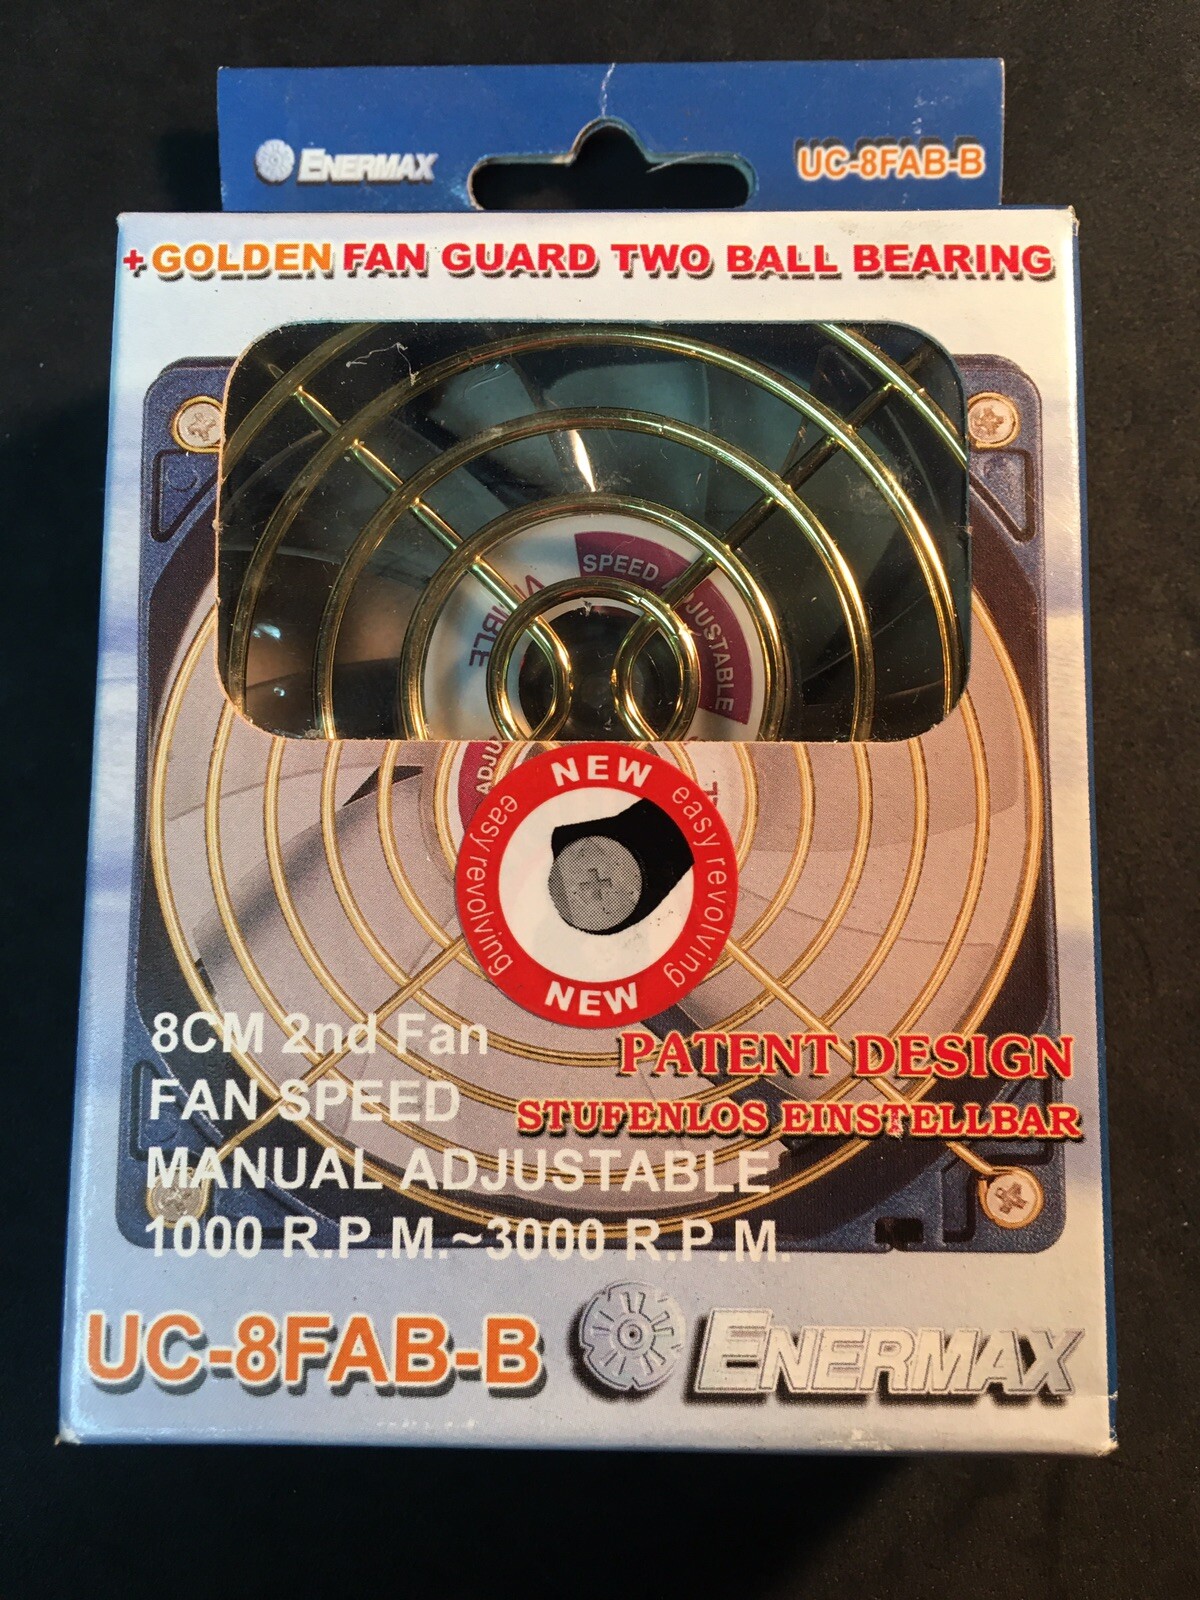 ENERMAX
UC-8FAB-B
+GOLDEN FAN GUARD TWO BALL BEARING
SPEED
NEW
easy revolving
easy revolving
NEW
8CM 2nd Fan
FAN SPEED
MANUAL ADJUSTABLE
1000 R.P.M.~3000 R.P.M.
PATENT DESIGN
STUFENLOS EINSTELLBAR
UC-8FAB-B
ENERMAX